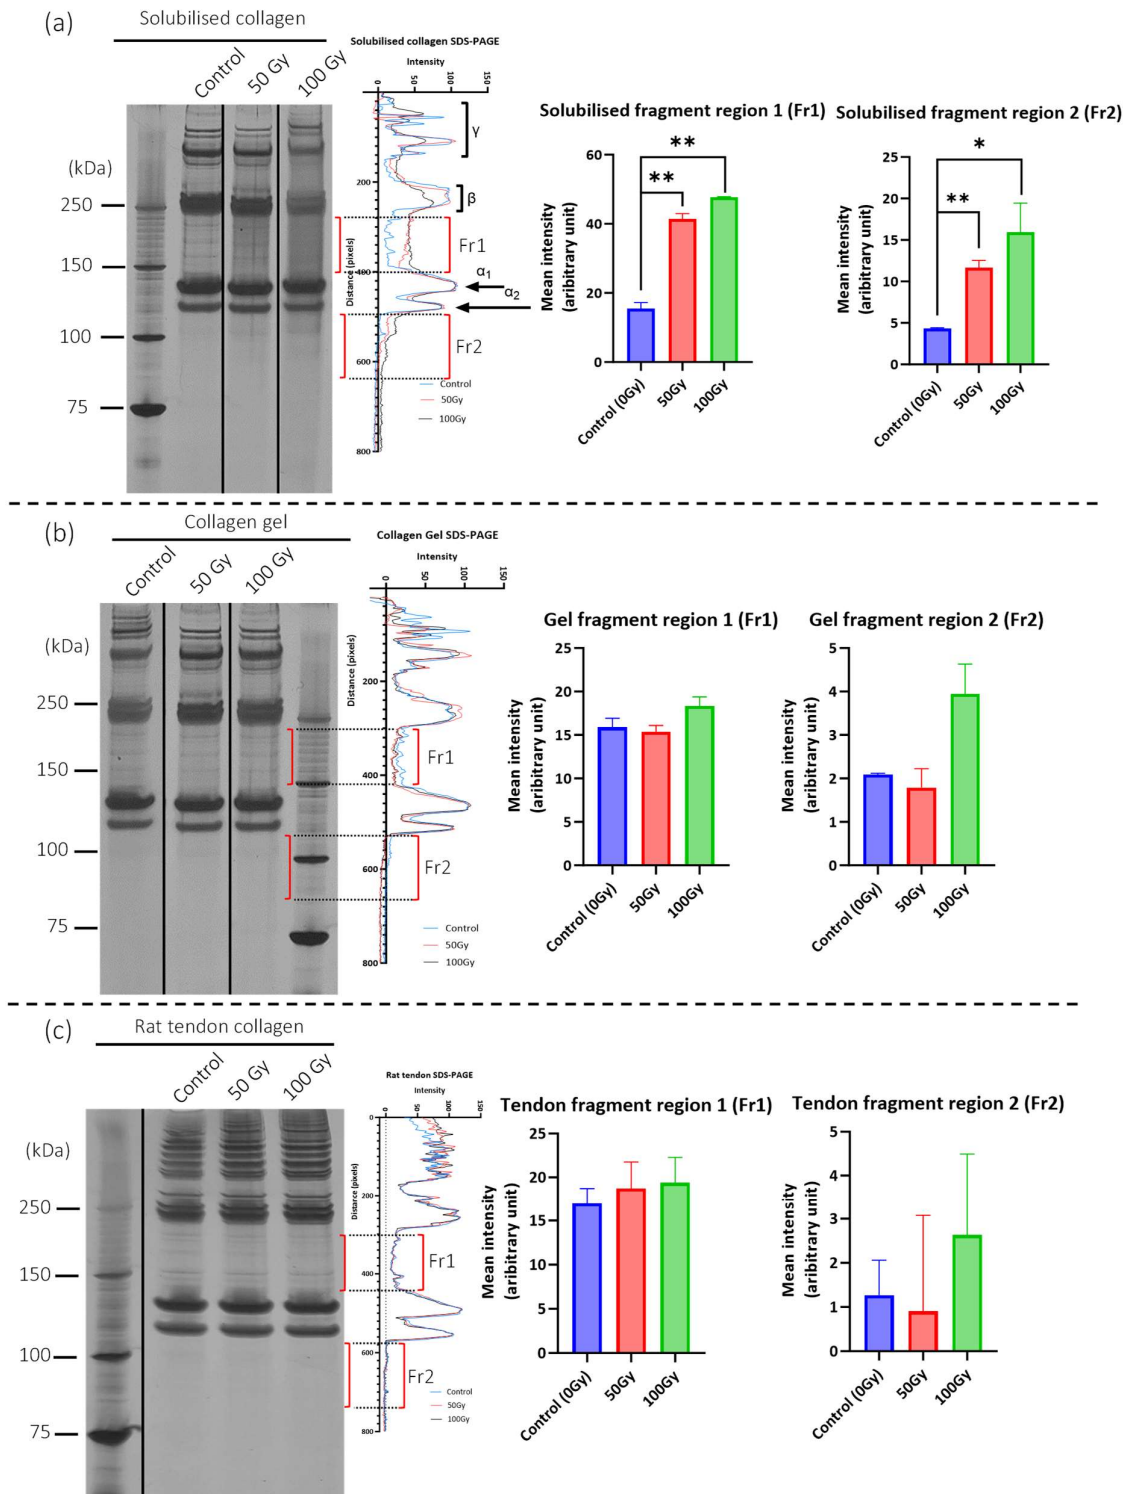 (a)
Solubilised collagen
Control
50 Gy
100 Gy
(kDa)
250
150
100
75
Solubilised collagen SDS-PAGE
Intensity
0
50
100
150
200
400
600
800
Distance (pixels)
γ
β
Fr1
α1
α2
Fr2
Control
50Gy
100Gy
Solubilised fragment region 1 (Fr1)
Mean intensity
(aribitrary unit)
60
40
20
0
**
**
Control (0Gy)
50Gy
100Gy
Solubilised fragment region 2 (Fr2)
Mean intensity
(aribitrary unit)
25
20
15
10
5
0
*
**
Control (0Gy)
50Gy
100Gy
(b)
Collagen gel
Control
50 Gy
100 Gy
(kDa)
250
150
100
75
Collagen Gel SDS-PAGE
Intensity
0
50
100
150
200
400
600
800
Distance (pixels)
Fr1
Fr2
Control
50Gy
100Gy
Gel fragment region 1 (Fr1)
Mean intensity
(aribitrary unit)
25
20
15
10
5
0
Control (0Gy)
50Gy
100Gy
Gel fragment region 2 (Fr2)
Mean intensity
(aribitrary unit)
5
4
3
2
1
0
Control (0Gy)
50Gy
100Gy
(c)
Rat tendon collagen
Control
50 Gy
100 Gy
(kDa)
250
150
100
75
Rat tendon SDS-PAGE
Intensity
0
50
100
150
0
200
400
600
800
Distance (pixels)
Fr1
Fr2
Control
50Gy
100Gy
Tendon fragment region 1 (Fr1)
Mean intensity
(aribitrary unit)
25
20
15
10
5
0
Control (0Gy)
50Gy
100Gy
Tendon fragment region 2 (Fr2)
Mean intensity
(aribitrary unit)
5
4
3
2
1
0
Control (0Gy)
50Gy
100Gy